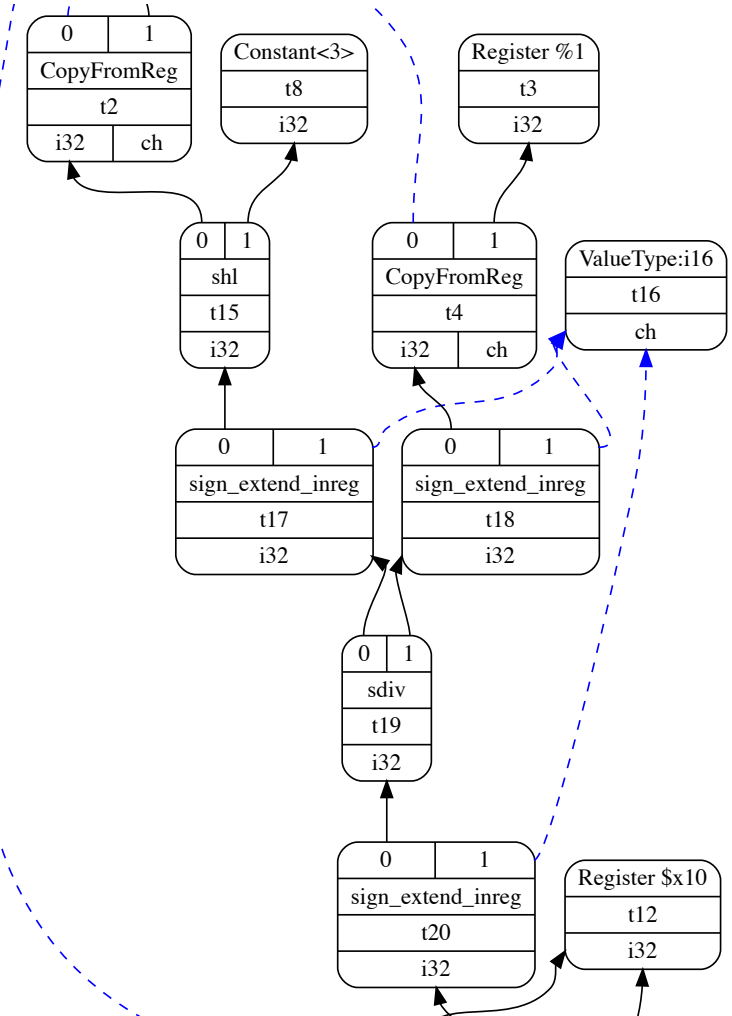 0 1
CopyFromReg
t2
i32 ch
Constant<3>
t8
i32
Register %1
t3
i32
0 1
shl
t15
i32
0 1
CopyFromReg
t4
i32 ch
ValueType:i16
t16
ch
0 1
sign_extend_inreg
t17
i32
0 1
sign_extend_inreg
t18
i32
0 1
sdiv
t19
i32
0 1
sign_extend_inreg
t20
i32
Register $x10
t12
i32